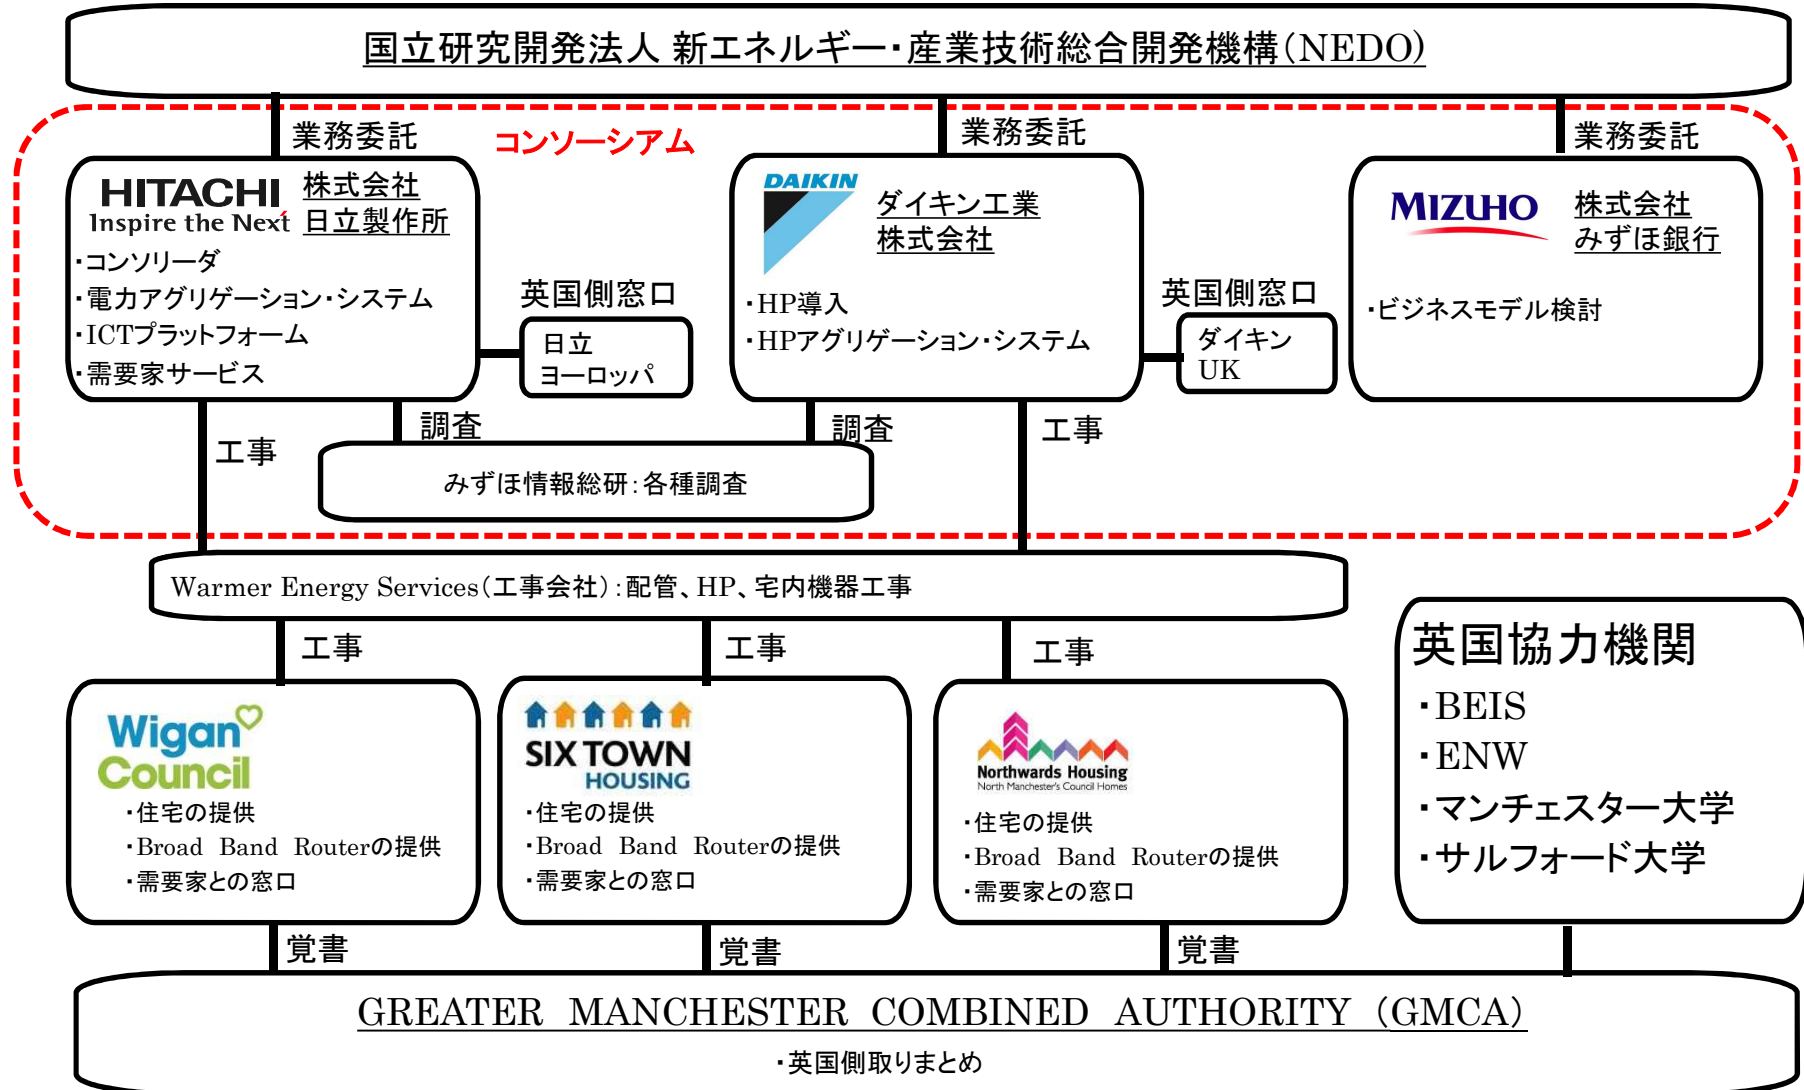 国立研究開発法人 新エネルギー・産業技術総合開発機構(NEDO)
業務委託
コンソーシアム
業務委託
業務委託
HITACHI
Inspire the Next
株式会社
日立製作所
・コンソリーダ
・電力アグリゲーション・システム
・ICTプラットフォーム
・需要家サービス
英国側窓口
日立
ヨーロッパ
DAIKIN
ダイキン工業
株式会社
・HP導入
・HPアグリゲーション・システム
英国側窓口
ダイキン
UK
MIZUHO
株式会社
みずほ銀行
・ビジネスモデル検討
工事
調査
調査
工事
みずほ情報総研:各種調査
Warmer Energy Services(工事会社):配管、HP、宅内機器工事
工事
工事
工事
Wigan
Council
・住宅の提供
・Broad Band Routerの提供
・需要家との窓口
SIX TOWN
HOUSING
・住宅の提供
・Broad Band Routerの提供
・需要家との窓口
Northwards Housing
North Manchester's Council Homes
・住宅の提供
・Broad Band Routerの提供
・需要家との窓口
英国協力機関
・BEIS
・ENW
・マンチェスター大学
・サルフォード大学
覚書
覚書
覚書
GREATER MANCHESTER COMBINED AUTHORITY (GMCA)
・英国側取りまとめ